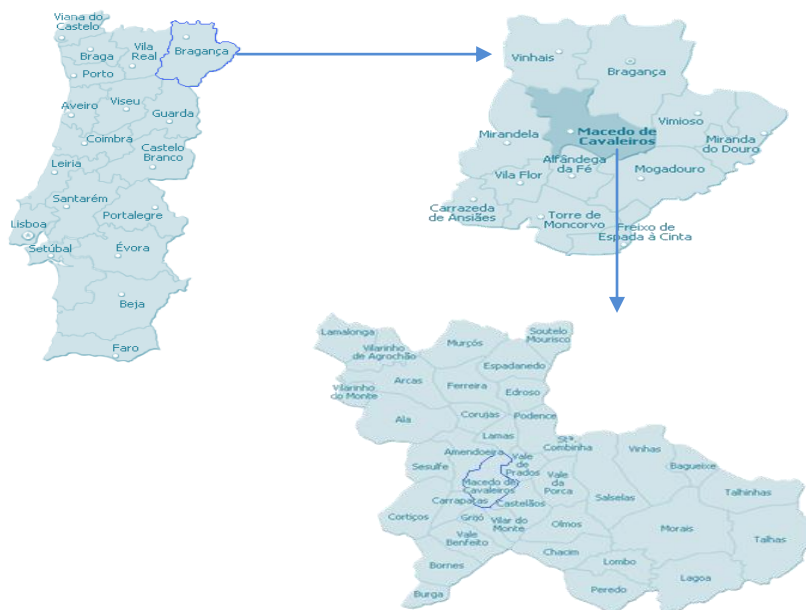 Viana do
Castelo
Braga
Vila
Real
Bragança
Porto
Aveiro
Viseu
Guarda
Coimbra
Castelo
Branco
Leiria
Santarém
Portalegre
Lisboa
Setúbal
Évora
Beja
Faro
Vinhais
Bragança
Vimioso
Mirandela
Macedo de
Cavaleiros
Miranda
do Douro
Alfândega
da Fé
Vila Flor
Mogadouro
Carrazeda
de Ansiães
Torre de
Moncorvo
Freixo de
Espada à Cinta
Lamalonga
Vilarinho
de Agrochão
Murçós
Soutelo
Mourisco
Espadanedo
Vilarinho
do Monte
Arcas
Ferreira
Edroso
Ala
Corujas
Podence
Lamas
Stª
Combinha
Vinhas
Amendoeira
Vale
de
Prados
Bagueixe
Sesulfe
Macedo de
Cavaleiros
Vale
da
Porca
Talhinhas
Carrapatas
Castelãos
Salselas
Cortiços
Grijó
Vilar do
Monte
Olmos
Morais
Talhas
Vale
Benfeito
Chacim
Bornes
Lombo
Lagoa
Burga
Peredo